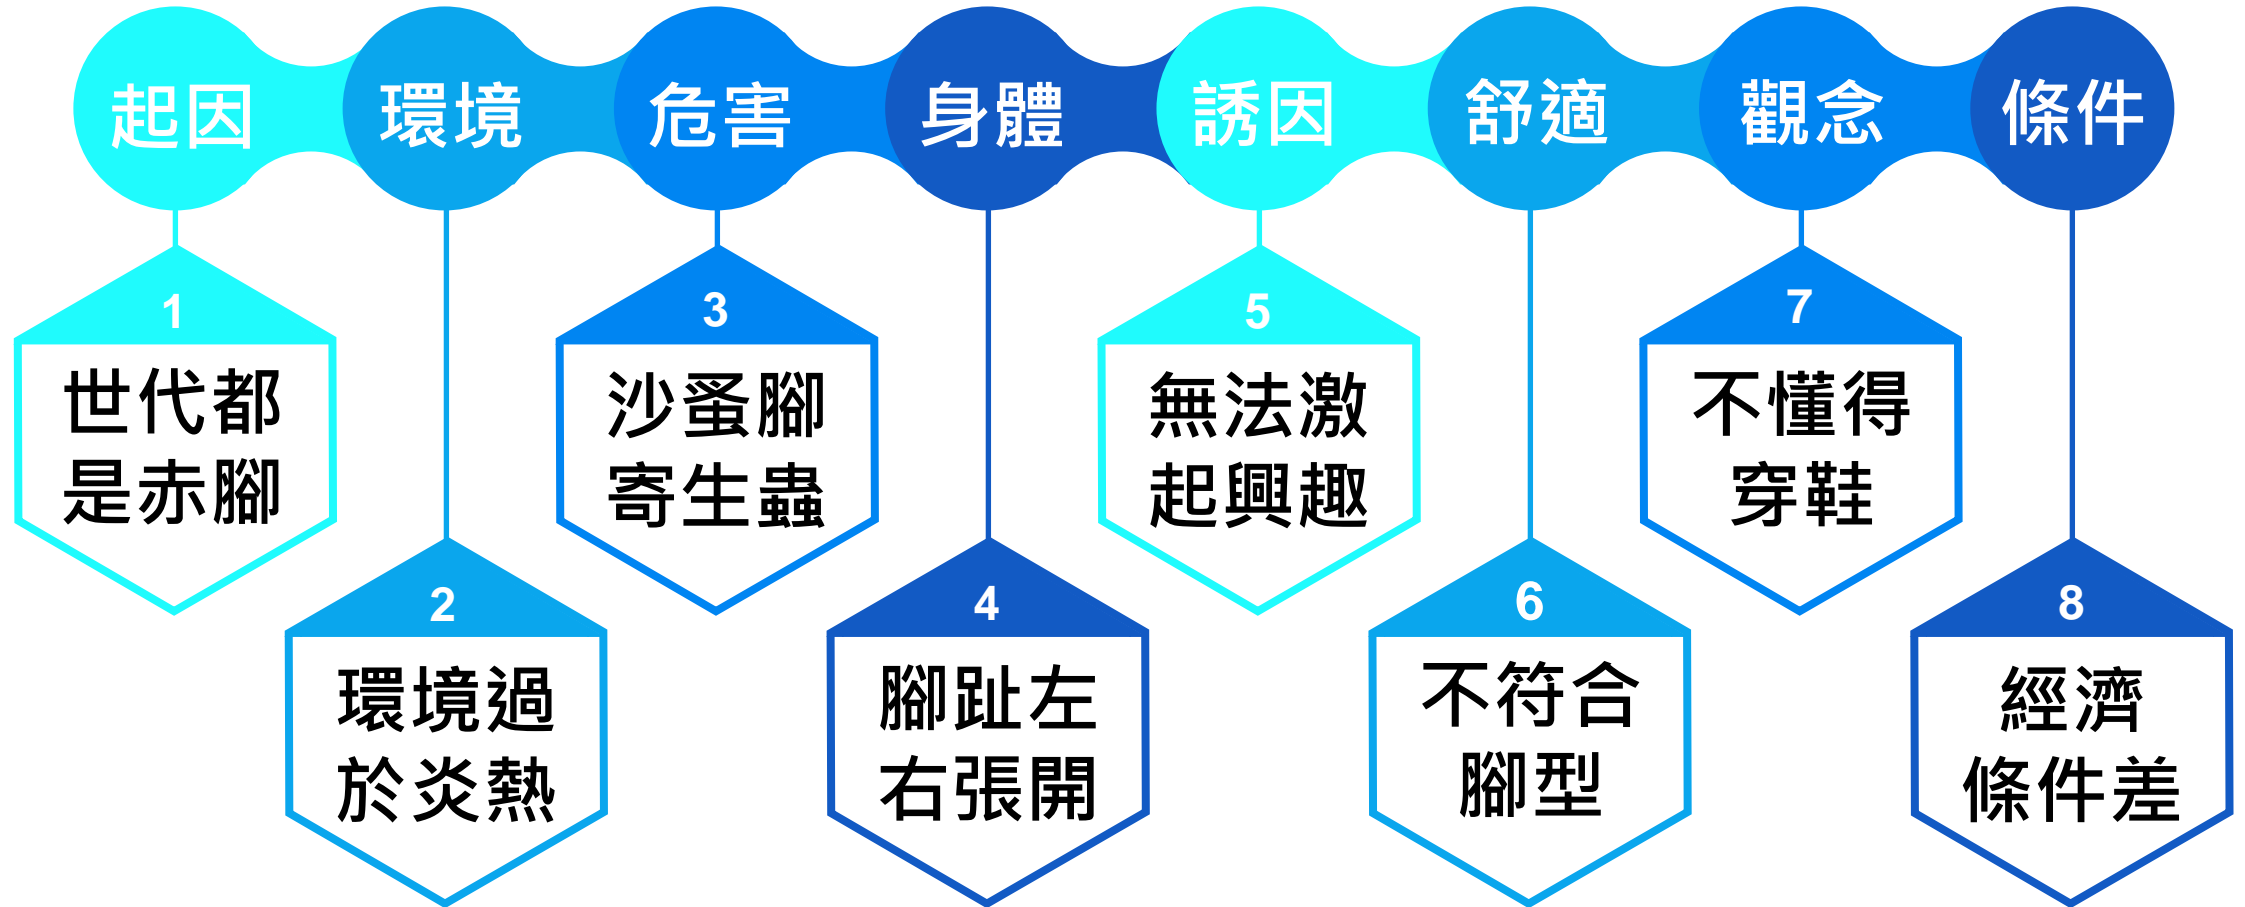 起因
環境
危害
身體
誘因
舒適
觀念
條件
1
世代都
是赤腳
2
環境過
於炎熱
3
沙蚤腳
寄生蟲
4
腳趾左
右張開
5
無法激
起興趣
6
不符合
腳型
7
不懂得
穿鞋
8
經濟
條件差